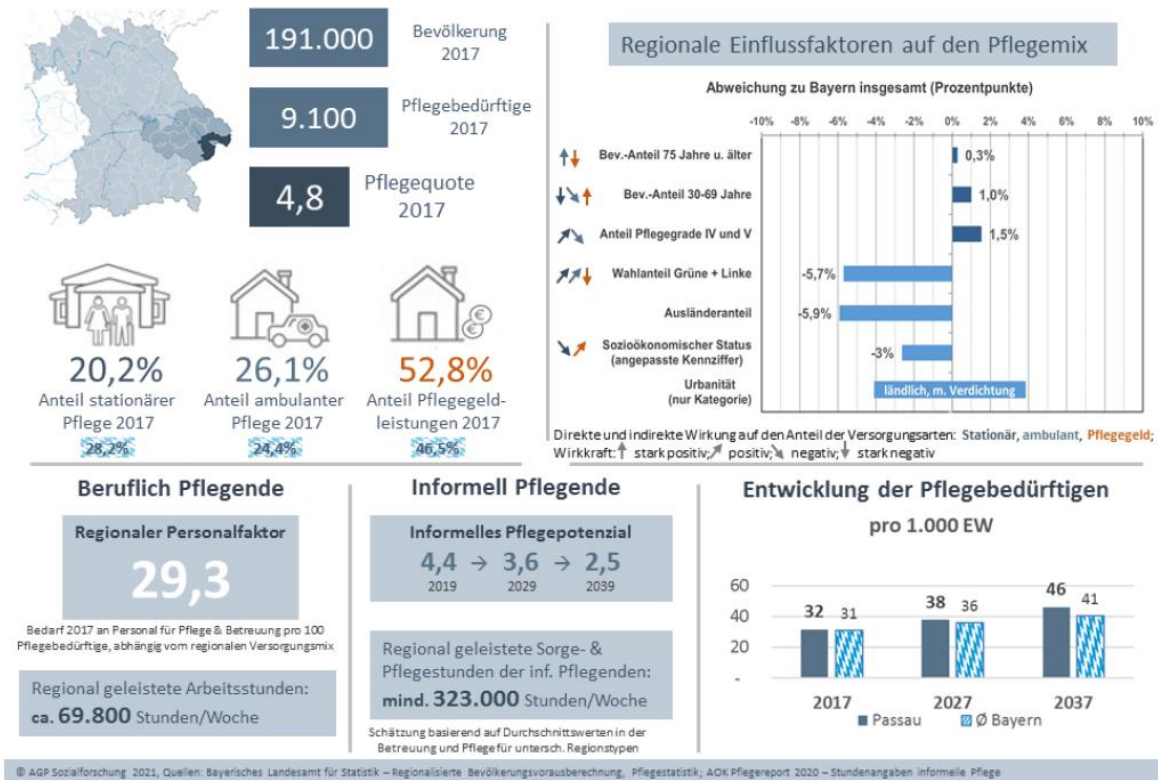 191.000
Bevölkerung
2017
9.100
Pflegebedürftige
2017
4,8
Pflegequote
2017
20,2%
Anteil stationärer
Pflege 2017
28,2%
26,1%
Anteil ambulanter
Pflege 2017
24,4%
52,8%
Anteil Pflegegeld-
leistungen 2017
46,5%
Regionale Einflussfaktoren auf den Pflegemix
Abweichung zu Bayern insgesamt (Prozentpunkte)
-10% -8% -6% -4% -2% 0% 2% 4% 6% 8% 10%
Bev.-Anteil 75 Jahre u. älter
0,3%
Bev.-Anteil 30-69 Jahre
1,0%
Anteil Pflegegrade IV und V
1,5%
Wahlanteil Grüne + Linke
-5,7%
Ausländeranteil
-5,9%
Sozioökonomischer Status
(angepasste Kennziffer)
-3%
Urbanität
(nur Kategorie)
ländlich, m. Verdichtung
Direkte und indirekte Wirkung auf den Anteil der Versorgungsarten: Stationär, ambulant, Pflegegeld;
Wirkkraft: ↑ stark positiv; ↗ positiv; ↘ negativ; ↓ stark negativ
Beruflich Pflegende
Regionaler Personalfaktor
29,3
Bedarf 2017 an Personal für Pflege & Betreuung pro 100
Pflegebedürftige, abhängig vom regionalen Versorgungsmix
Regional geleistete Arbeitsstunden:
ca. 69.800 Stunden/Woche
Informell Pflegende
Informelles Pflegepotenzial
4,4 → 3,6 → 2,5
2019 2029 2039
Regional geleistete Sorge- &
Pflegestunden der inf. Pflegenden:
mind. 323.000 Stunden/Woche
Schätzung basierend auf Durchschnittswerten in der
Betreuung und Pflege für untersch. Regionstypen
Entwicklung der Pflegebedürftigen
pro 1.000 EW
60
40
20
-
32 31
38 36
46 41
2017 2027 2037
Passau Ø Bayern
© AGP Sozialforschung 2021, Quellen: Bayerisches Landesamt für Statistik – Regionalisierte Bevölkerungsvorausberechnung, Pflegestatistik; AOK Pflegereport 2020 – Stundenangaben informelle Pflege